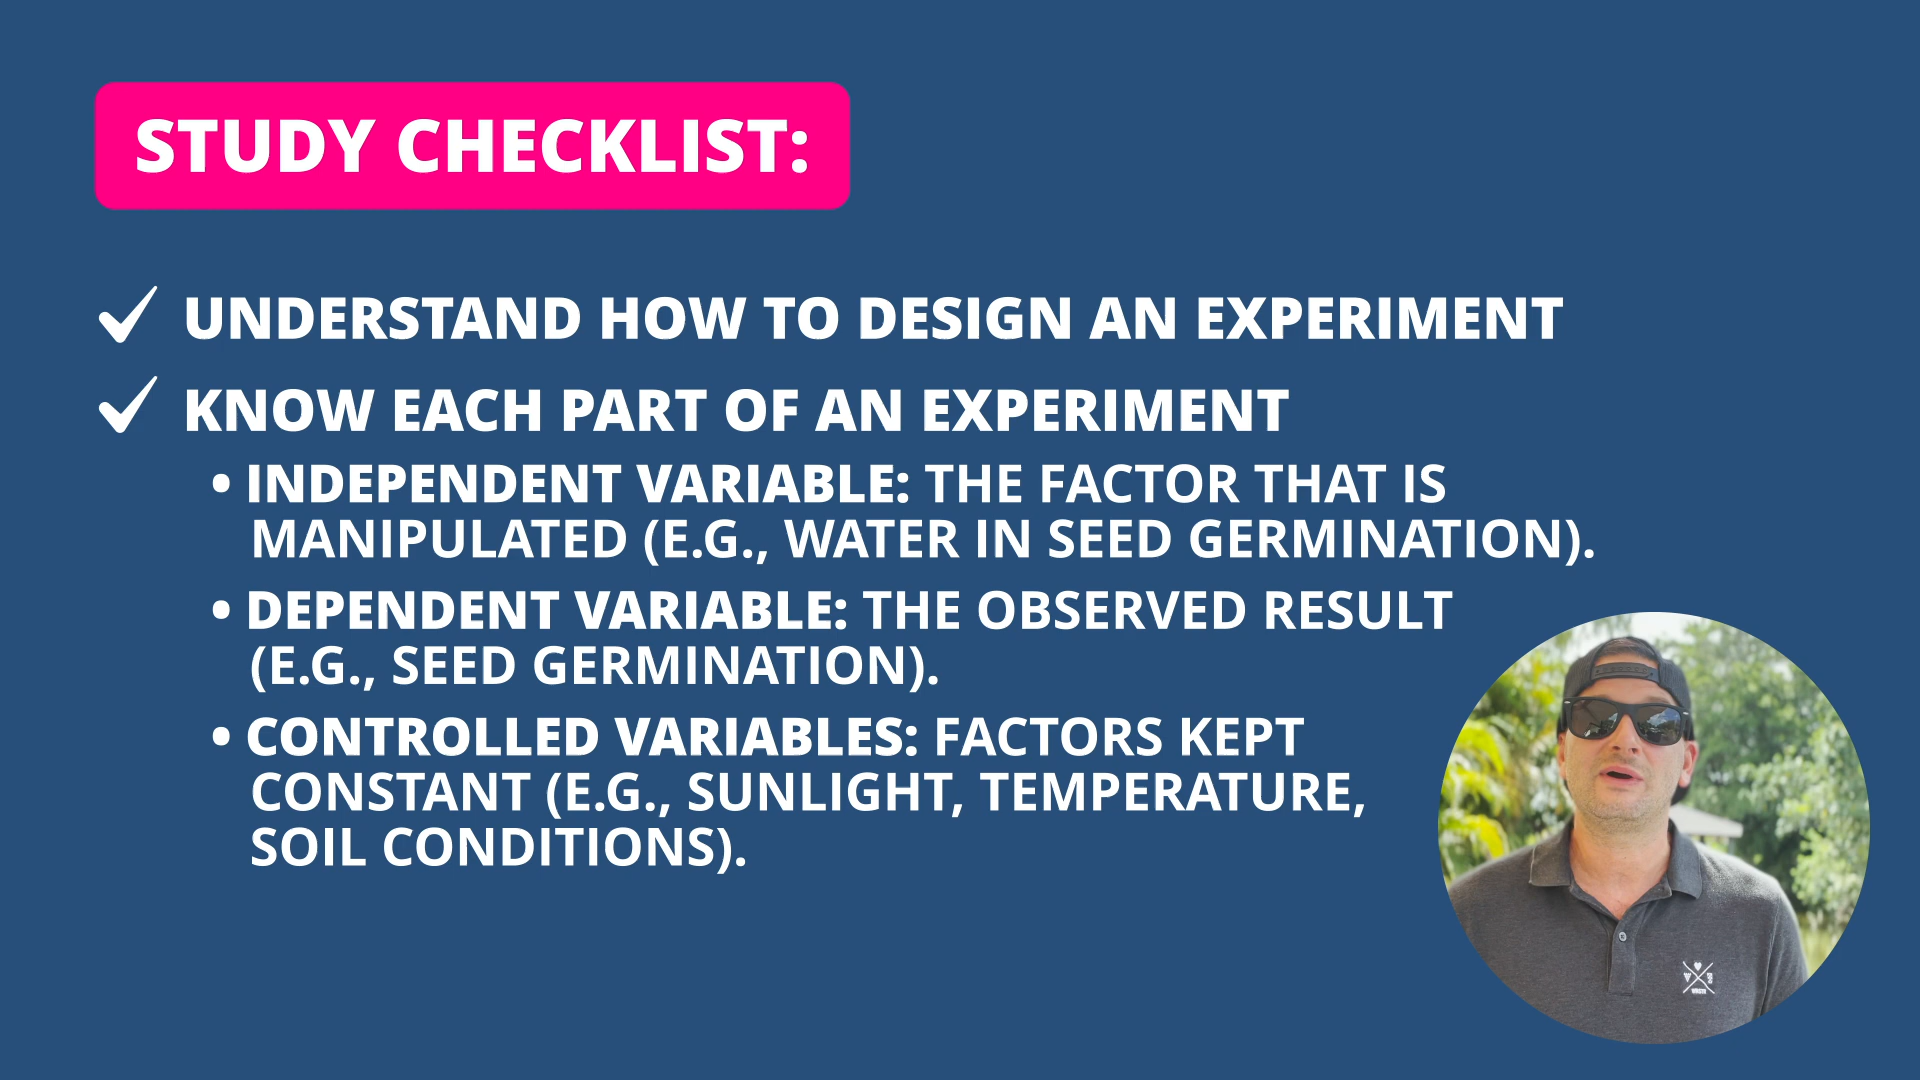 STUDY CHECKLIST:
UNDERSTAND HOW TO DESIGN AN EXPERIMENT
KNOW EACH PART OF AN EXPERIMENT
• INDEPENDENT VARIABLE: THE FACTOR THAT IS
MANIPULATED (E.G., WATER IN SEED GERMINATION).
• DEPENDENT VARIABLE: THE OBSERVED RESULT
(E.G., SEED GERMINATION).
• CONTROLLED VARIABLES: FACTORS KEPT
CONSTANT (E.G., SUNLIGHT, TEMPERATURE,
SOIL CONDITIONS).